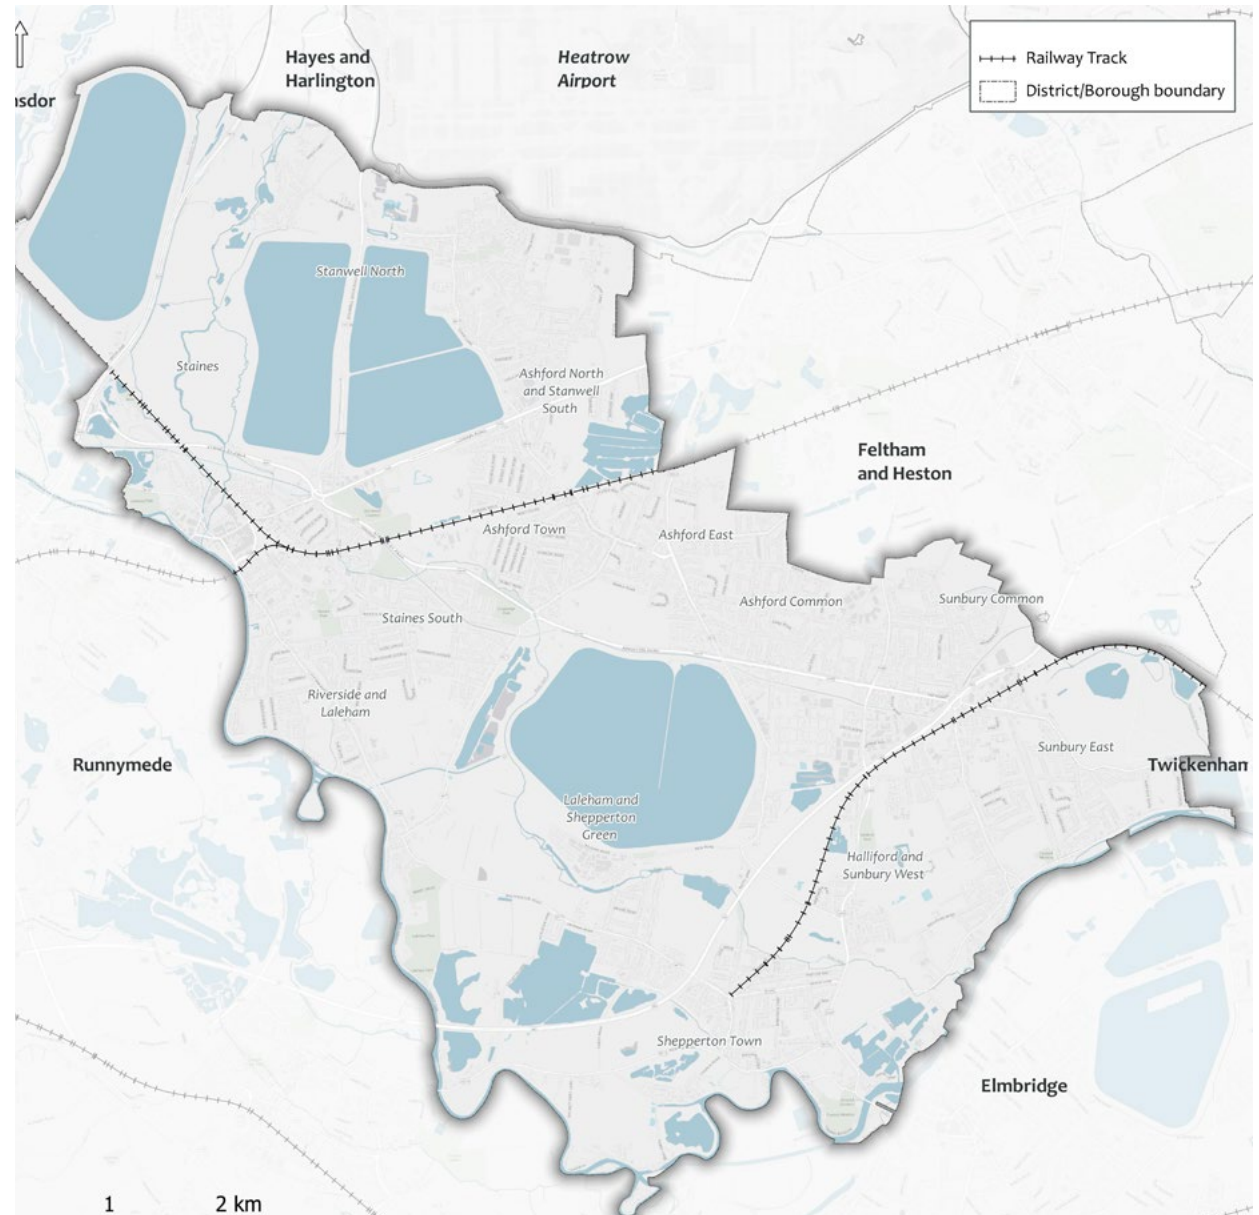 Hayes and
Harlington
Heatrow
Airport
Railway Track
District/Borough boundary
nsdor
Stanwell North
Staines
Ashford North
and Stanwell
South
Feltham
and Heston
Ashford Town
Ashford East
Ashford Common
Sunbury Common
Staines South
Riverside and
Laleham
Runnymede
Sunbury East
Twickenham
Laleham and
Shepperton
Green
Halliford and
Sunbury West
Shepperton Town
Elmbridge
1
2 km